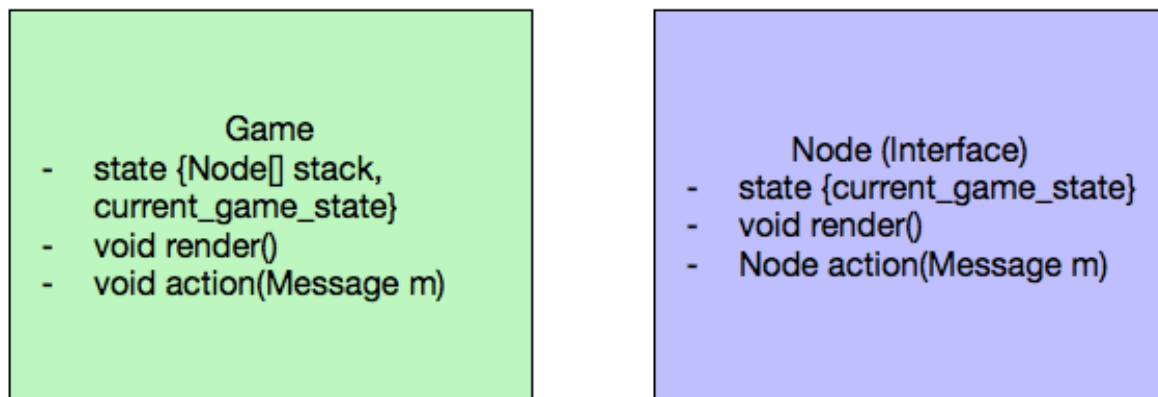 Game
- state {Node[] stack,
current_game_state}
- void render()
- void action(Message m)
Node (Interface)
- state {current_game_state}
- void render()
- Node action(Message m)